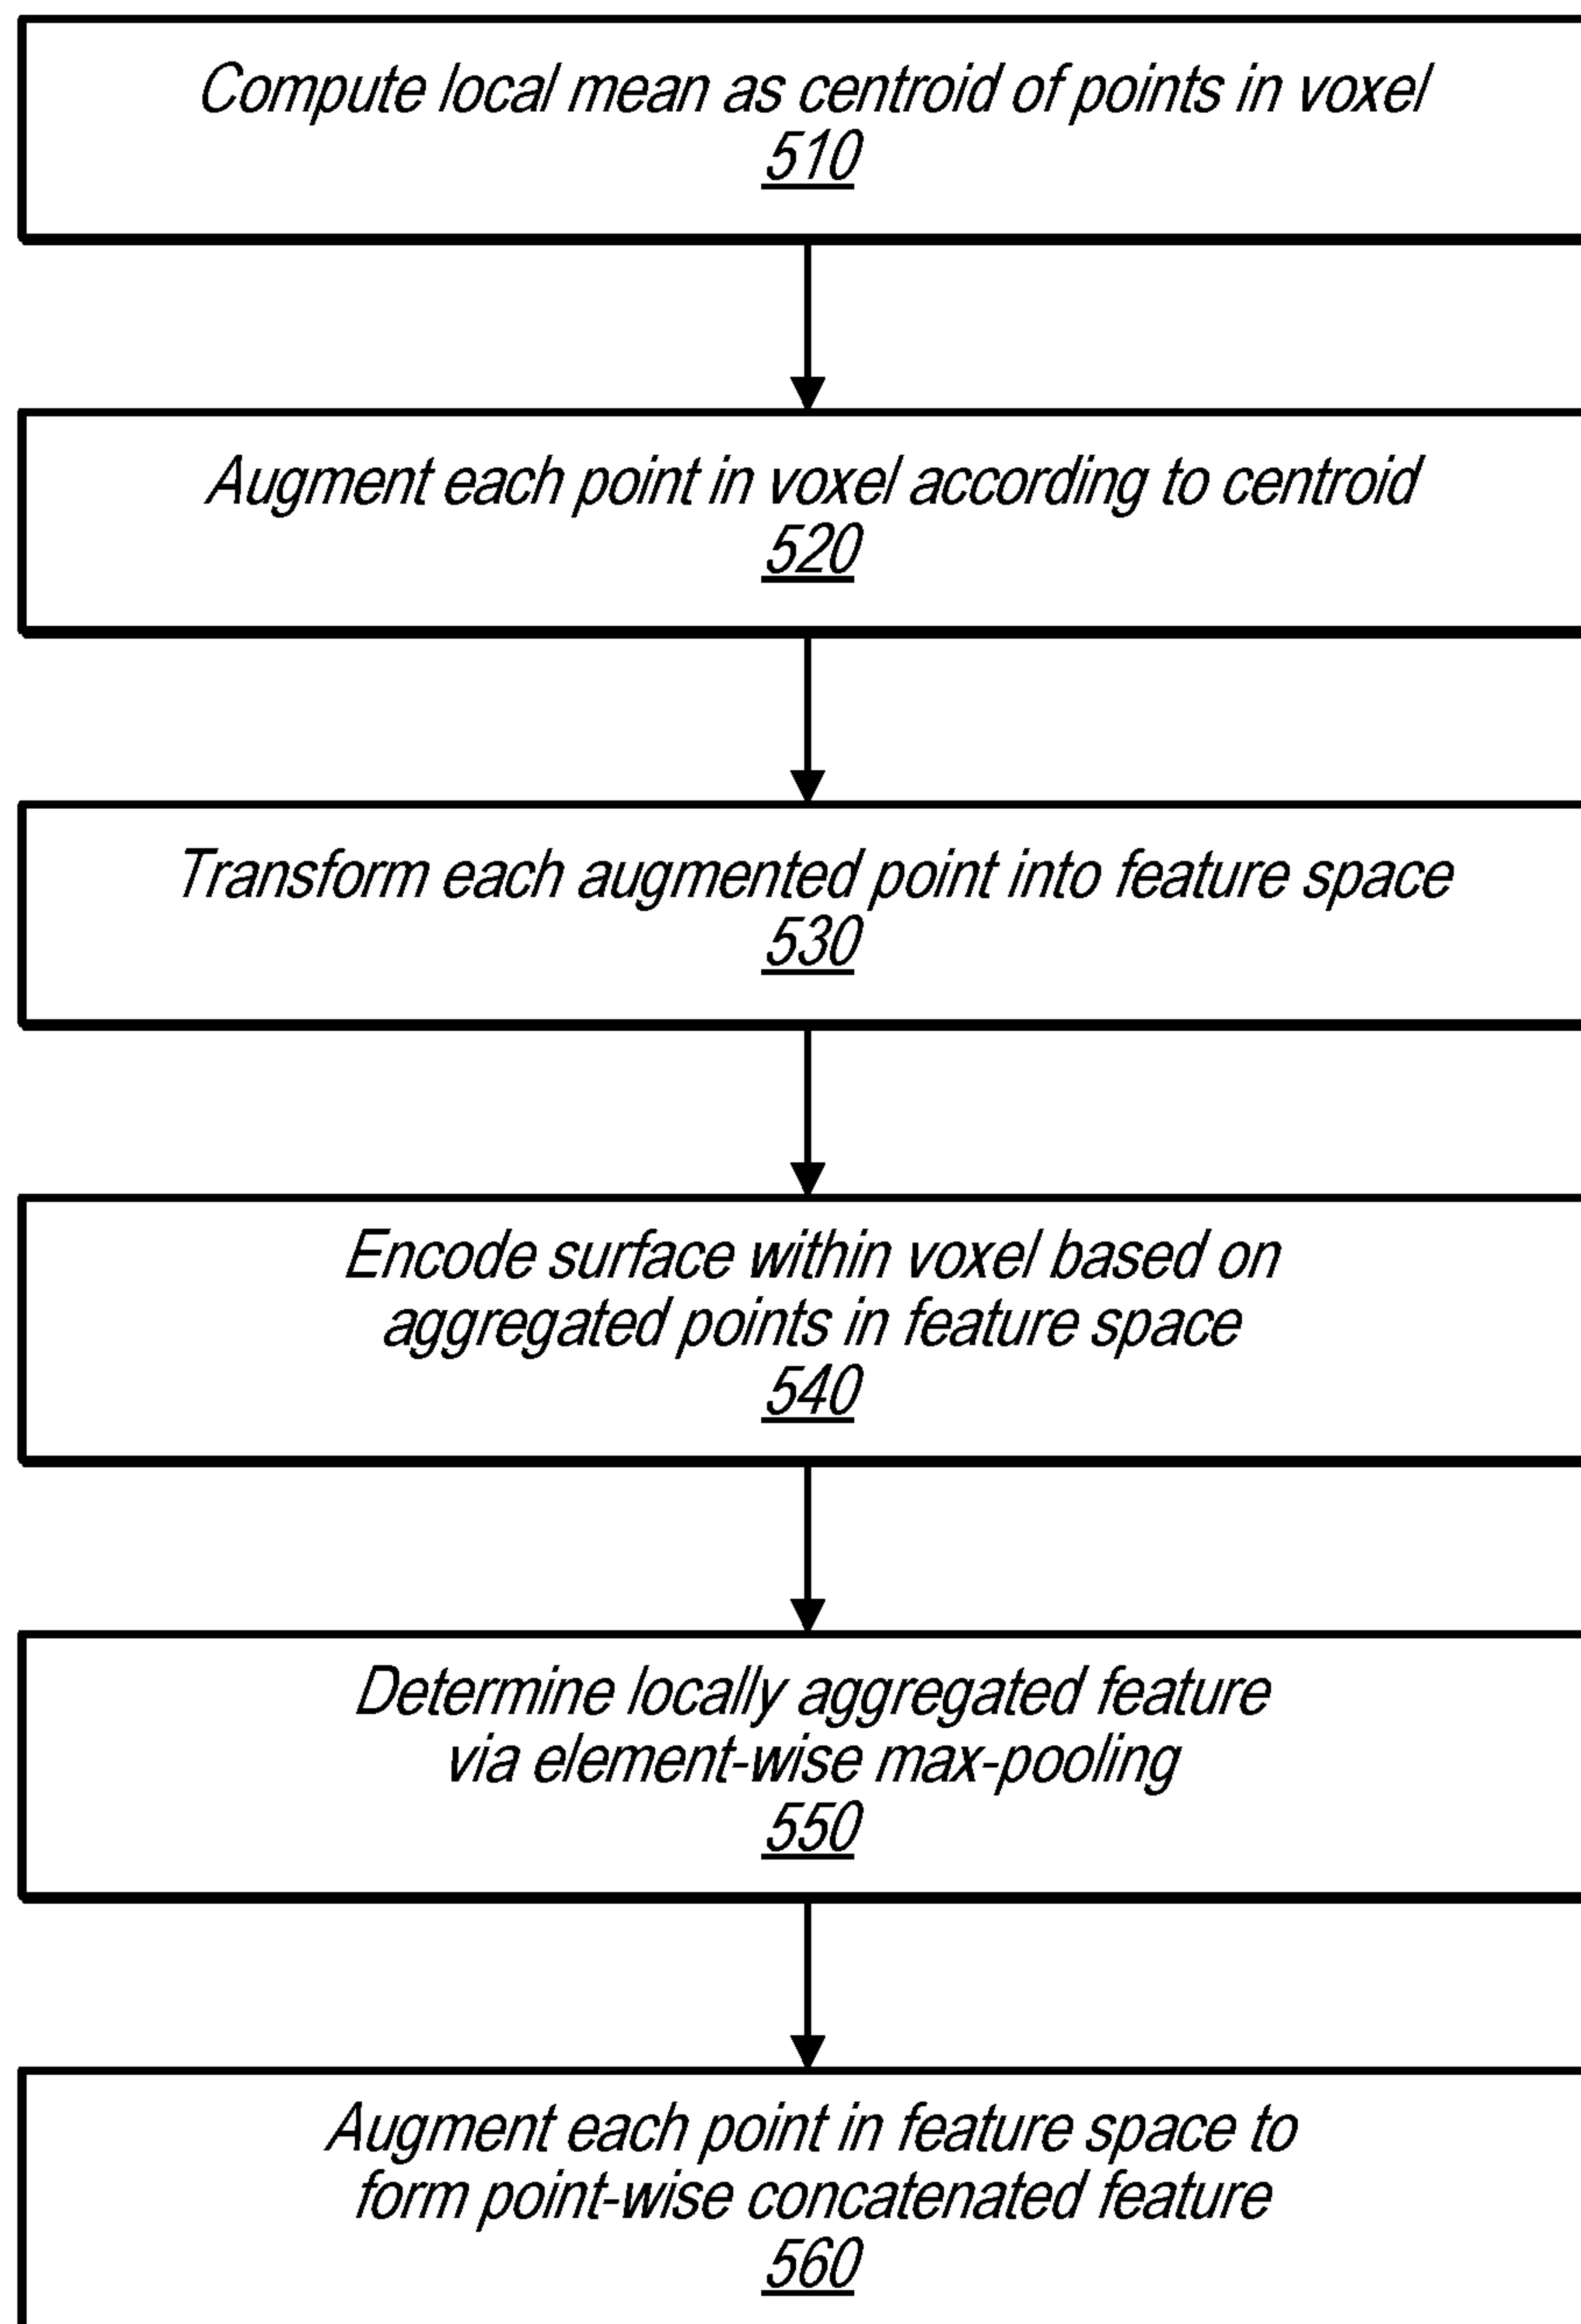 Compute local mean as centroid of points in voxel
510
Augment each point in voxel according to centroid
520
Transform each augmented point into feature space
530
Encode surface within voxel based on
aggregated points in feature space
540
Determine locally aggregated feature
via element-wise max-pooling
550
Augment each point in feature space to
form point-wise concatenated feature
560